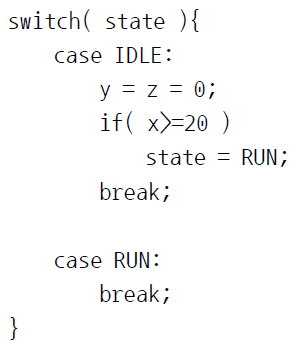 switch( state ){
    case IDLE:
        y = z = 0;
        if( x>=20 )
            state = RUN;
        break;

    case RUN:
        break;
}